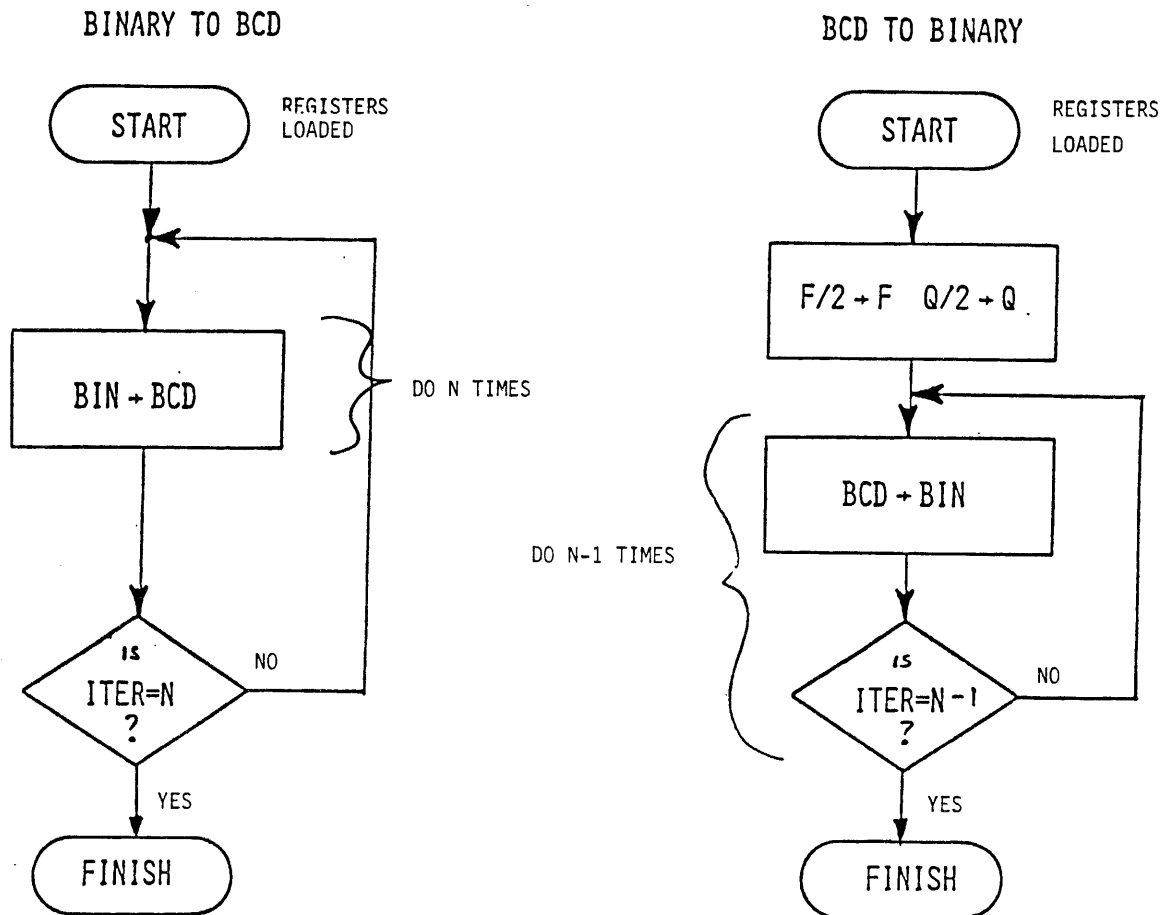 BINARY TO BCD
START
REGISTERS
LOADED
BIN→BCD
DO N TIMES
IS
ITER=N
?
NO
YES
FINISH
BCD TO BINARY
START
REGISTERS
LOADED
F/2→F Q/2→Q
BCD→BIN
DO N-1 TIMES
IS
ITER=N-1
?
NO
YES
FINISH